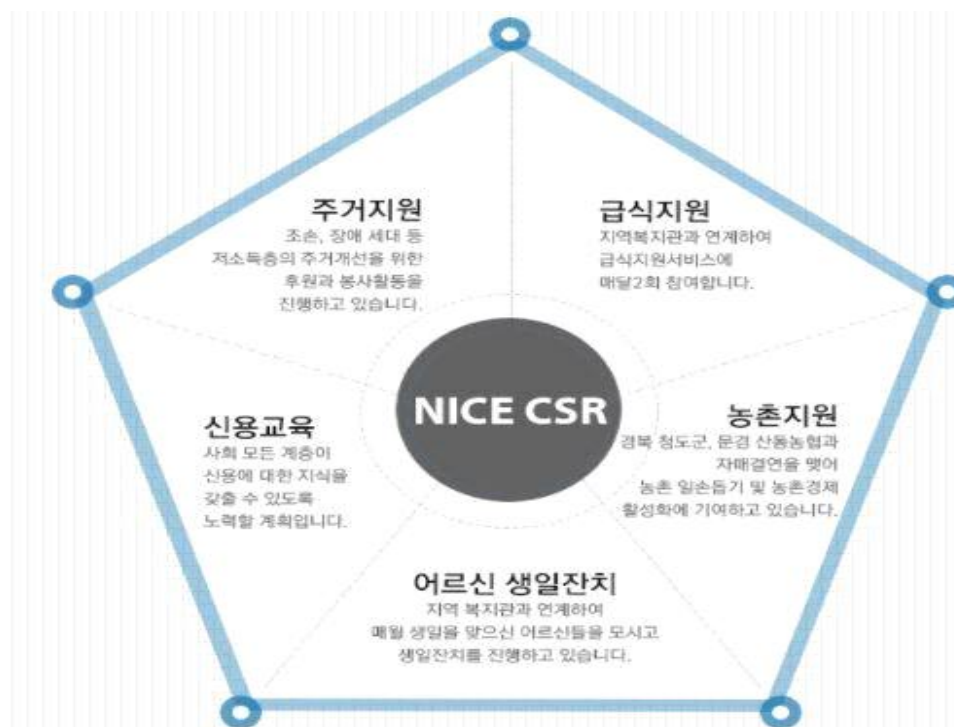 주거지원
조손, 장애 세대 등
저소득층의 주거개선을 위한
후원과 봉사활동을
진행하고 있습니다.
급식지원
지역복지관과 연계하여
급식지원서비스에
매달2회 참여합니다.
NICE CSR
신용교육
사회 모든 계층이
신용에 대한 지식을
갖출 수 있도록
노력할 계획입니다.
농촌지원
경북 청도군, 문경 산동농협과
자매결연을 맺어
농촌 일손돕기 및 농촌경제
활성화에 기여하고 있습니다.
어르신 생일잔치
지역 복지관과 연계하여
매월 생일을 맞으신 어르신들을 모시고
생일잔치를 진행하고 있습니다.